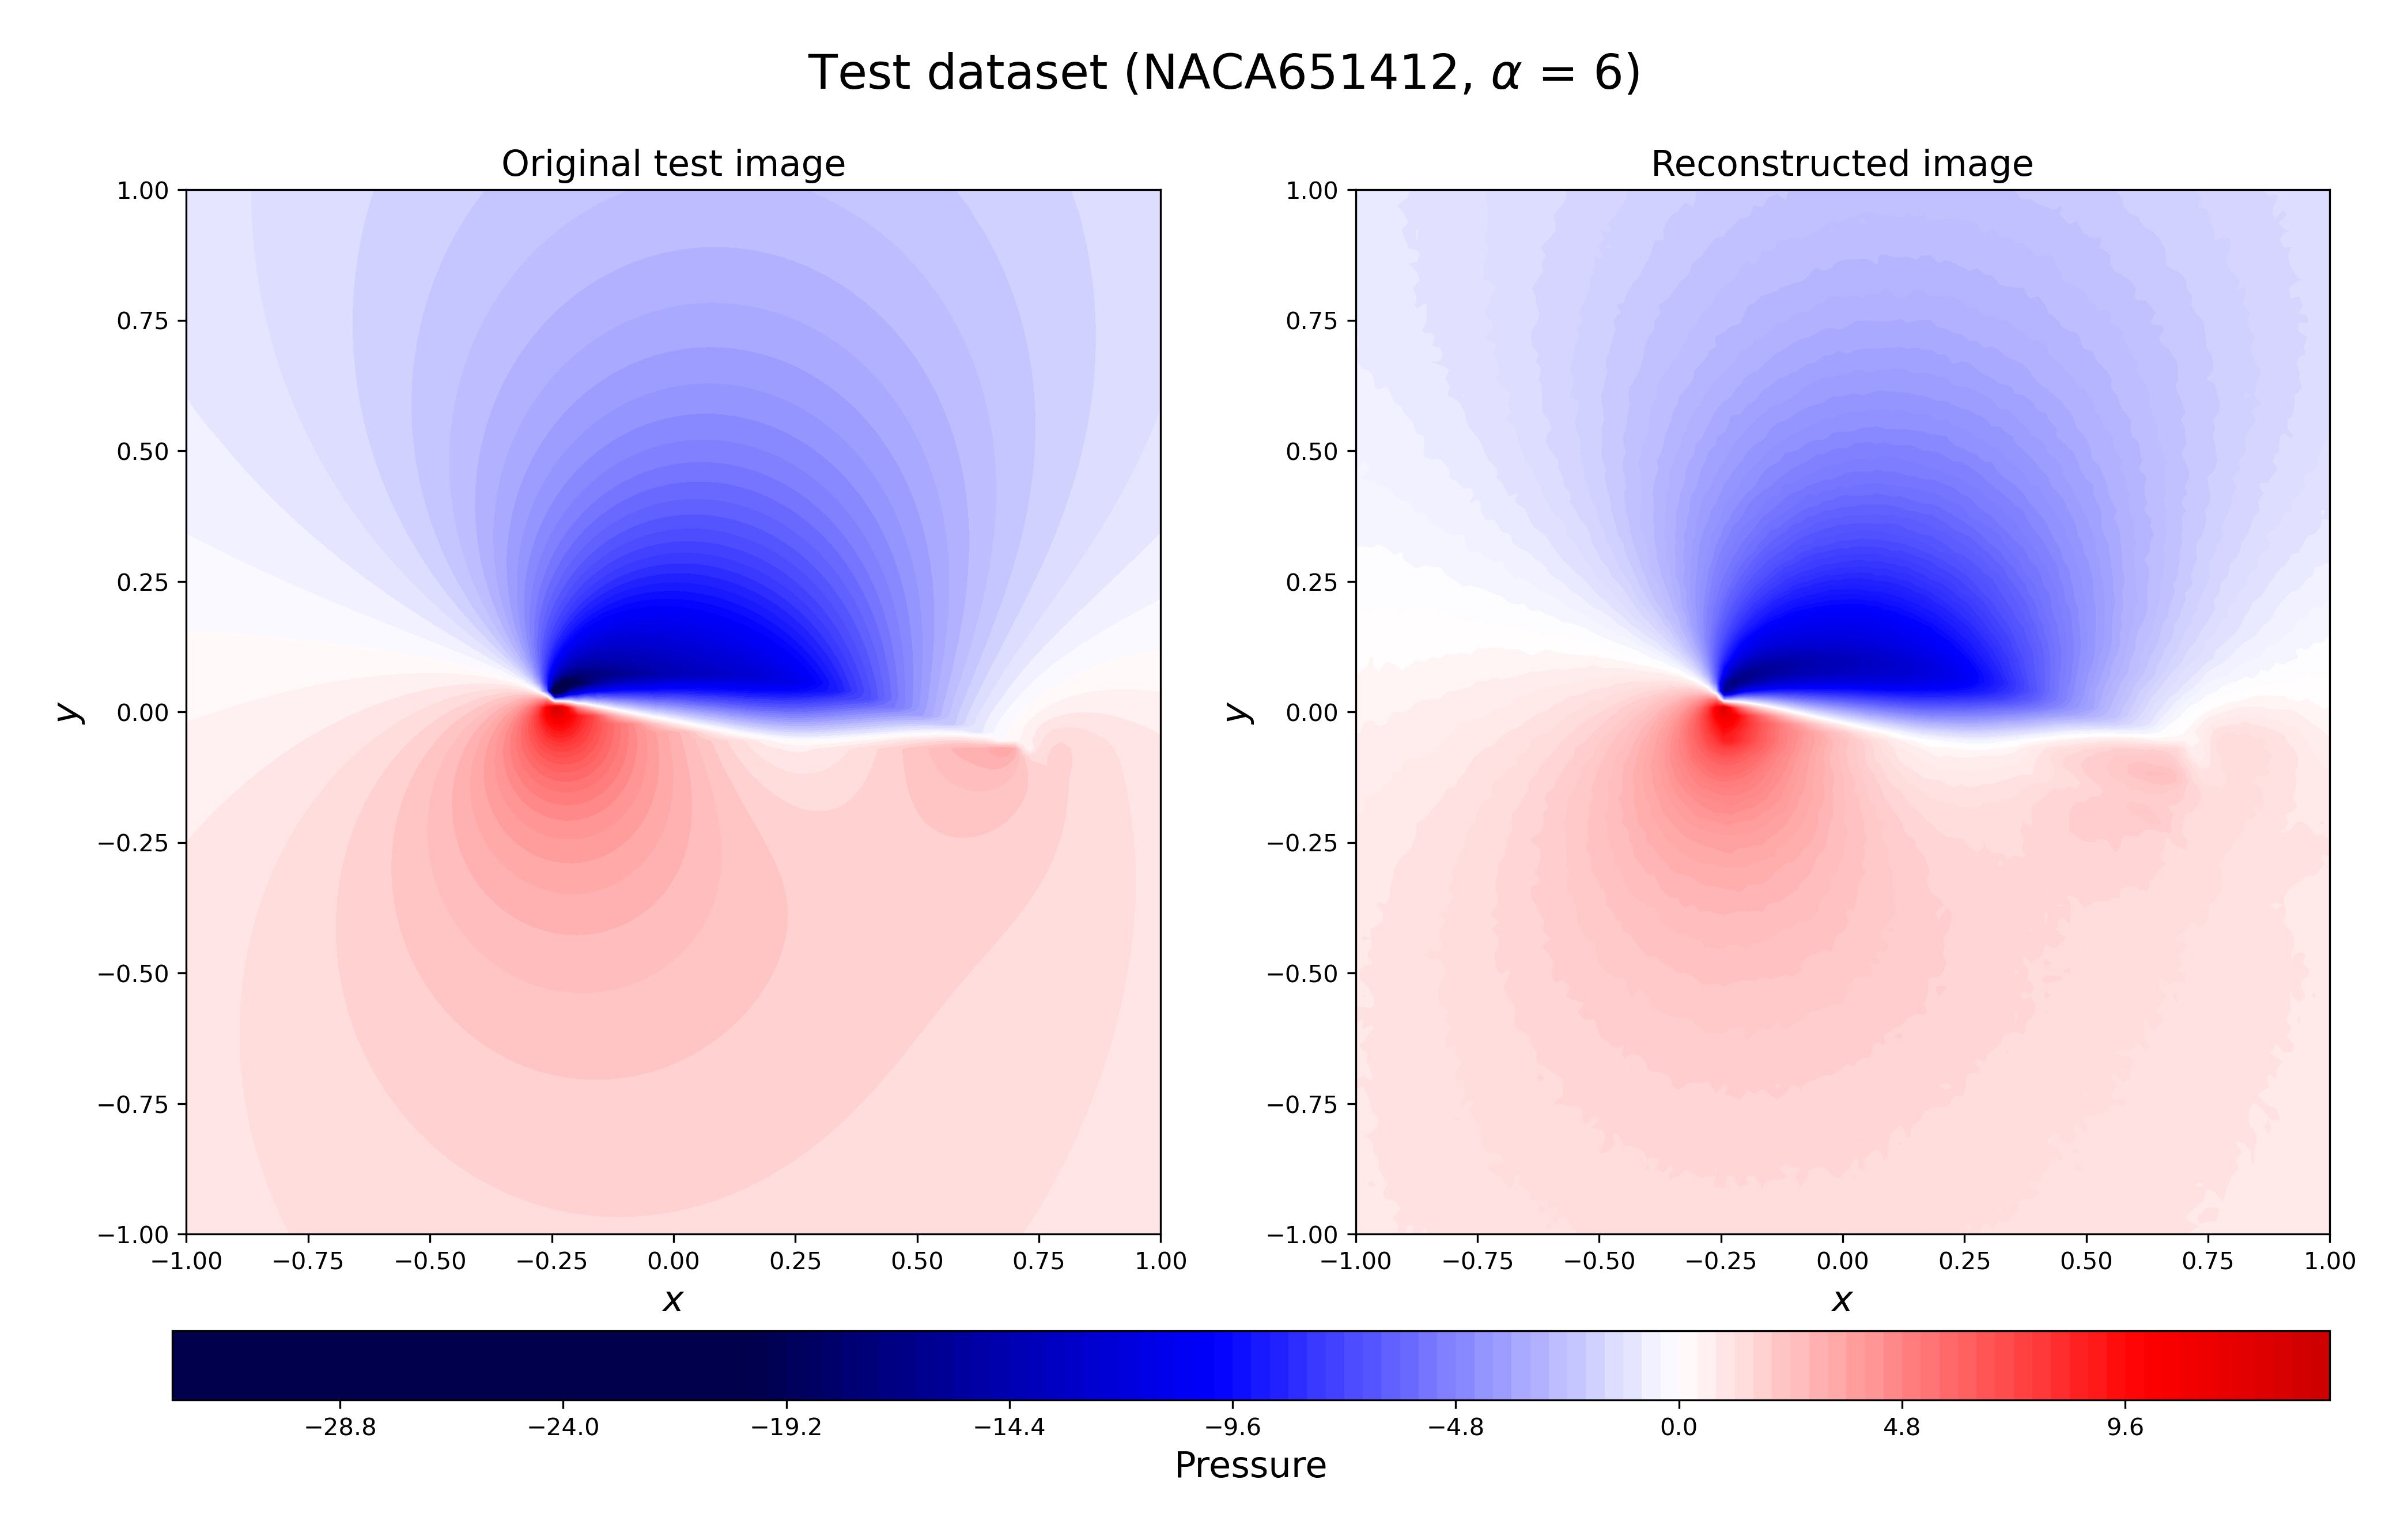 Test dataset (NACA651412, α = 6)
Original test image
Reconstructed image
1.00
0.75
0.50
0.25
0.00
−0.25
−0.50
−0.75
−1.00
y
−1.00 −0.75 −0.50 −0.25 0.00 0.25 0.50 0.75 1.00
x
1.00
0.75
0.50
0.25
0.00
−0.25
−0.50
−0.75
−1.00
y
−1.00 −0.75 −0.50 −0.25 0.00 0.25 0.50 0.75 1.00
x
−28.8 −24.0 −19.2 −14.4 −9.6 −4.8 0.0 4.8 9.6
Pressure